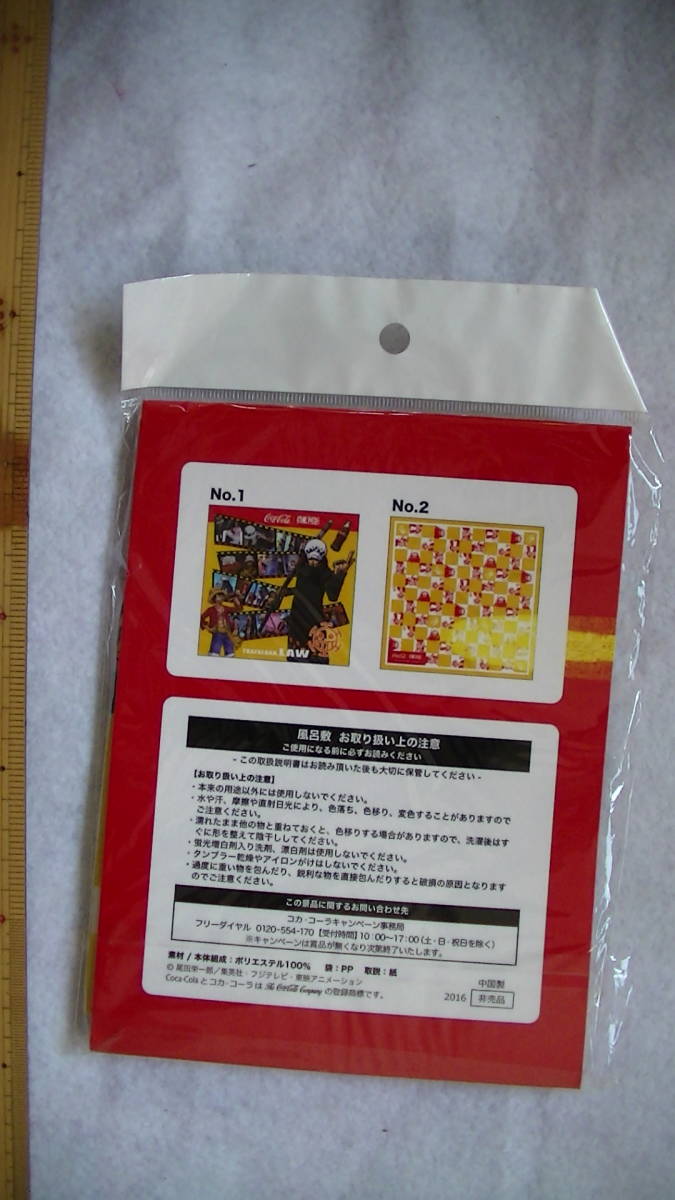 No.1
No.2
Coca-Cola
TRAFALGAR LAW
風呂敷 お取り扱い上の注意
ご使用になる前に必ずお読みください
- この取扱説明書はお読み頂いた後も大切に保管してください -
【お取り扱い上の注意】
・本来の用途以外には使用しないでください。
・水や汗、摩擦や直射日光により、色落ち、色移り、変色することがありますので
ご注意ください。
・濡れたまま他の物と重ねておくと、色移りする場合がありますので、洗濯後はす
ぐに形を整えて陰干ししてください。
・蛍光増白剤入り洗剤、漂白剤は使用しないでください。
・タンブラー乾燥やアイロンがけはしないでください。
・過度に重い物を包んだり、鋭利な物を直接包んだりすると破損の原因となります
のでご注意ください。
この景品に関するお問い合わせ先
コカ・コーラキャンペーン事務局
フリーダイヤル 0120-554-170【受付時間】10:00〜17:00(土・日・祝日を除く)
※キャンペーンは賞品が無くなり次第終了いたします。
素材 / 本体組成:ポリエステル100% 袋:PP 取説:紙
© 尾田栄一郎/集英社・フジテレビ・東映アニメーション
Coca-Cola とコカ・コーラは The Coca-Cola Company の登録商標です。
中国製
2016 非売品